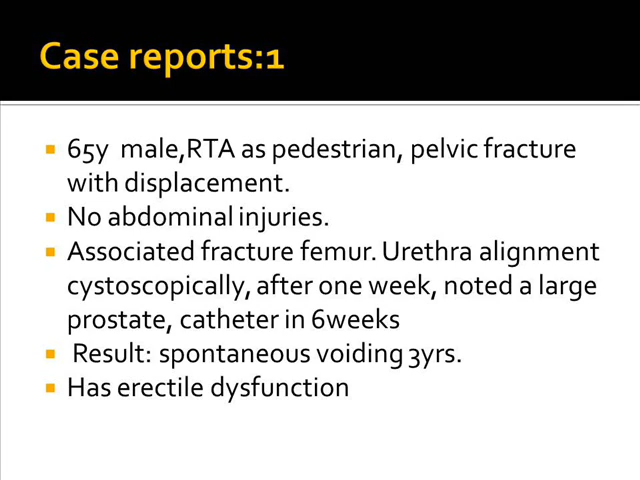 Case reports:1
65y  male,RTA as pedestrian, pelvic fracture
with displacement.
No abdominal injuries.
Associated fracture femur. Urethra alignment
cystoscopically, after one week, noted a large
prostate, catheter in 6weeks
Result: spontaneous voiding 3yrs.
Has erectile dysfunction